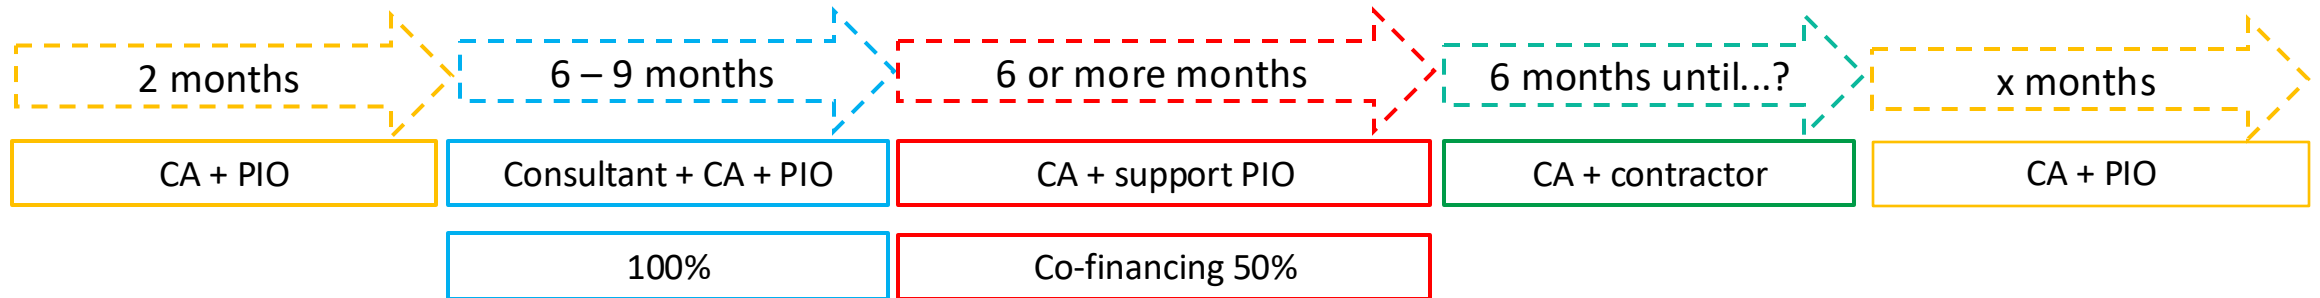 2 months
6 – 9 months
6 or more months
6 months until...?
x months
CA + PIO
Consultant + CA + PIO
CA + support PIO
CA + contractor
CA + PIO
100%
Co-financing 50%